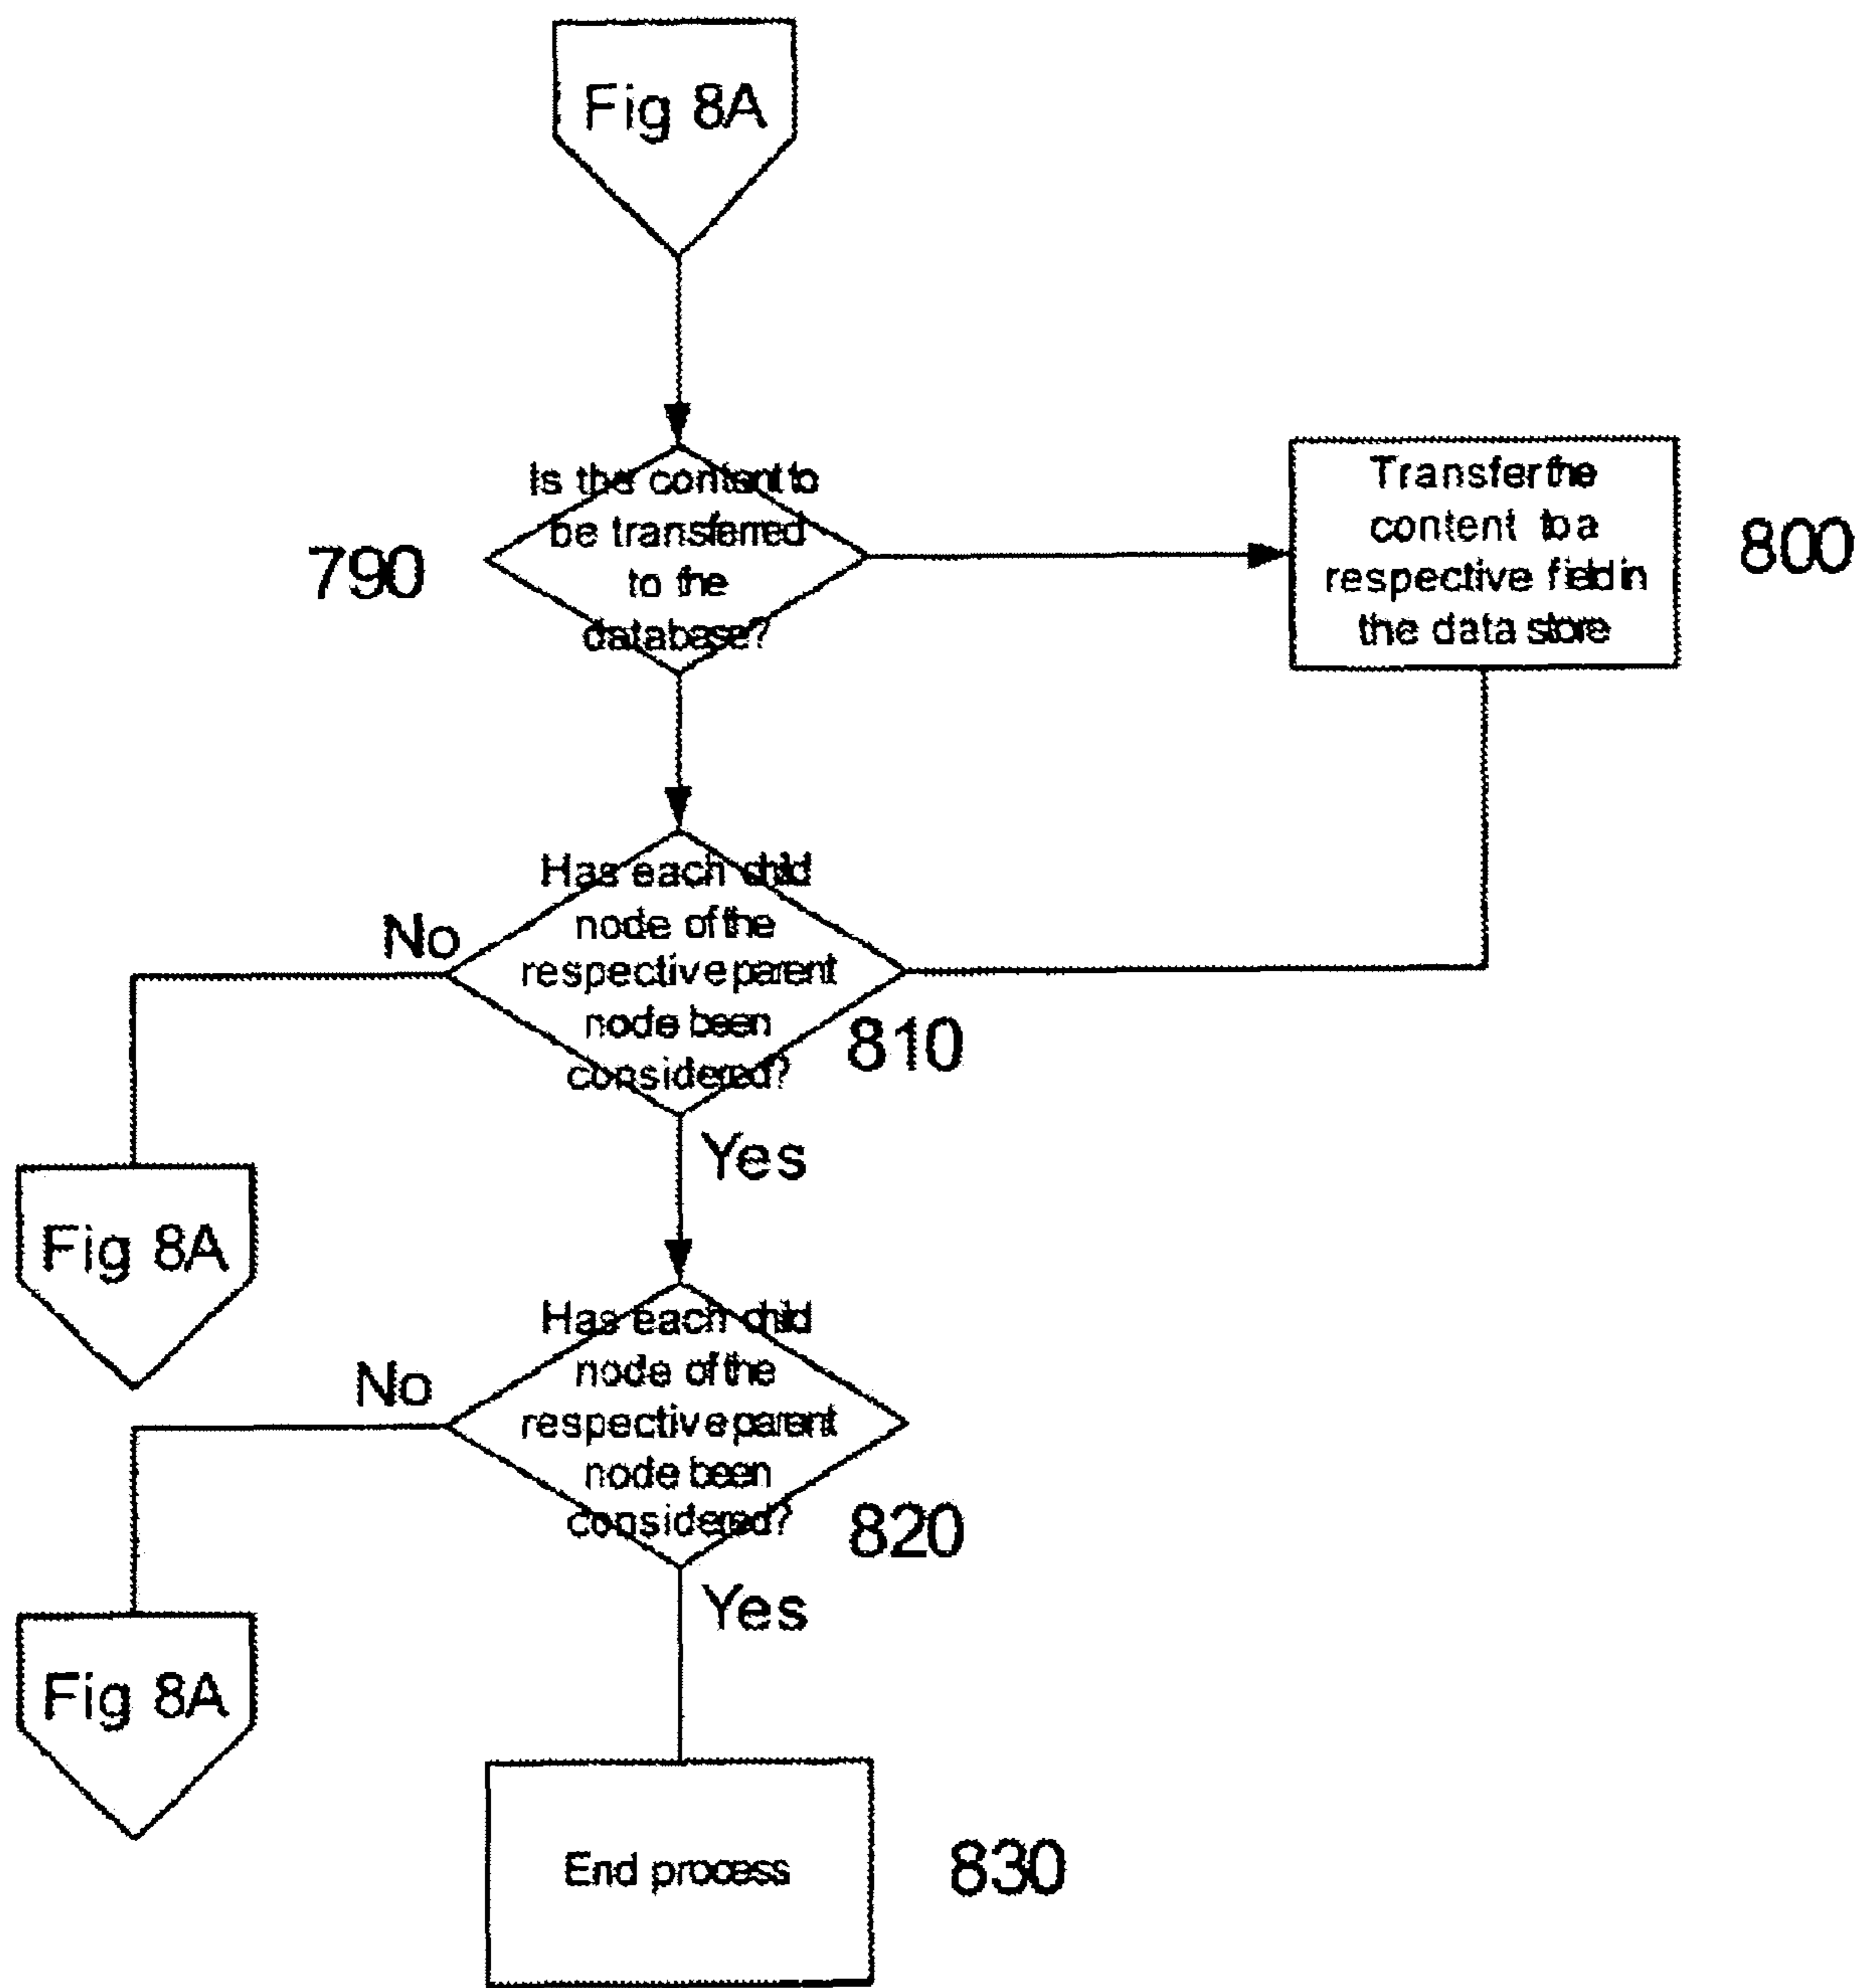 Fig 8A
Is the content to
be transferred
to the
database?
790
Transfer the
content to a
respective field in
the data store
800
Has each child
node of the
respective parent
node been
considered?
No
810
Yes
Fig 8A
Has each child
node of the
respective parent
node been
considered?
No
820
Yes
Fig 8A
End process
830